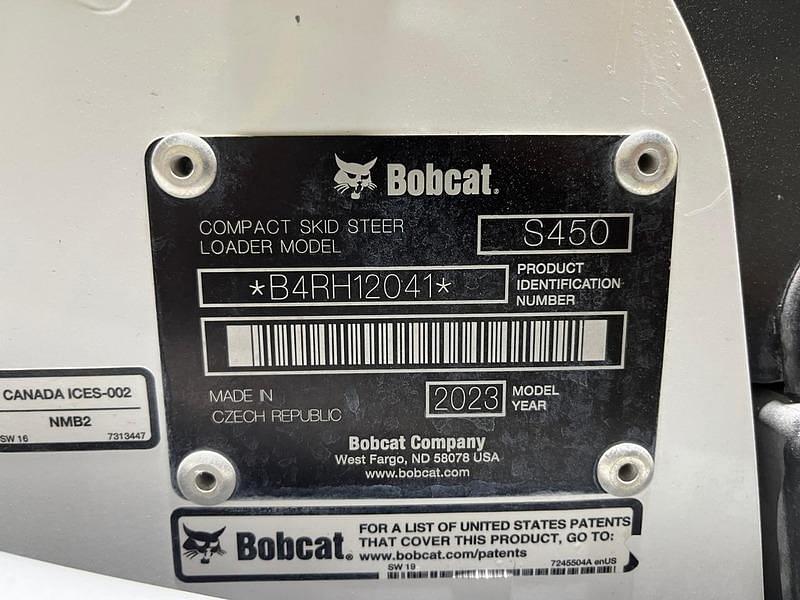 Bobcat.
COMPACT SKID STEER
LOADER MODEL
S450
*B4RH12041*
PRODUCT
IDENTIFICATION
NUMBER
MADE IN
CZECH REPUBLIC
2023
MODEL
YEAR
Bobcat Company
West Fargo, ND 58078 USA
www.bobcat.com
CANADA ICES-002
NMB2
SW 16
7313447
Bobcat.
FOR A LIST OF UNITED STATES PATENTS
THAT COVER THIS PRODUCT, GO TO:
www.bobcat.com/patents
SW 19
7245504A enUS